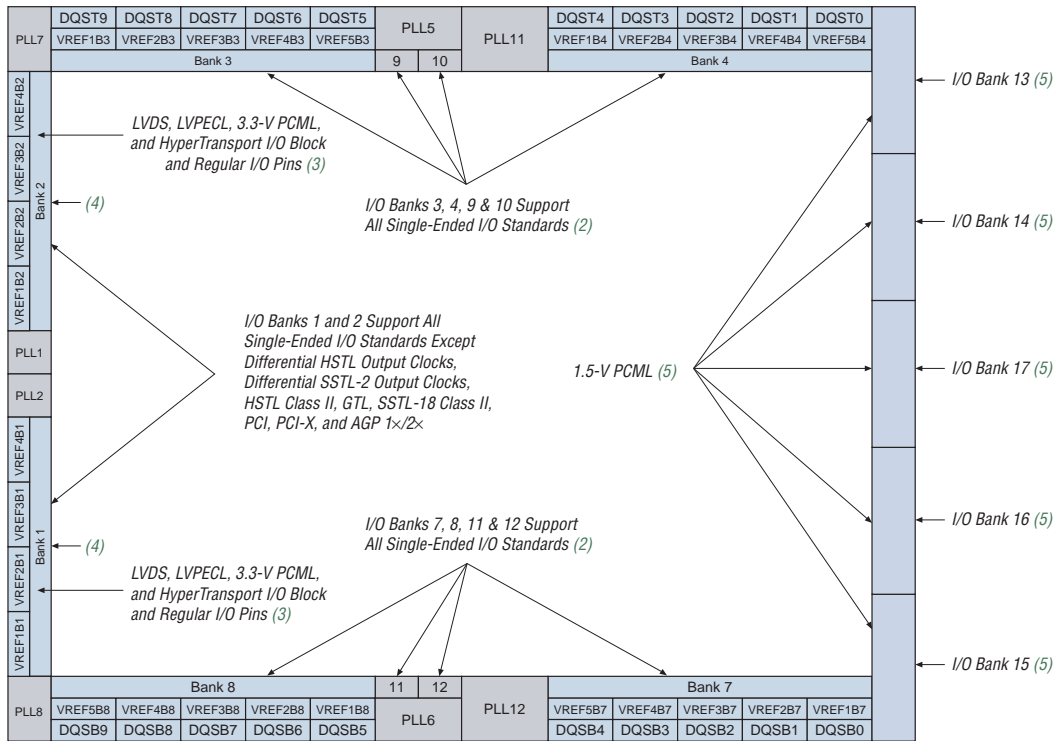 PLL7
DQST9 DQST8 DQST7 DQST6 DQST5
VREF1B3 VREF2B3 VREF3B3 VREF4B3 VREF5B3
Bank 3
PLL5
9 10
PLL11
DQST4 DQST3 DQST2 DQST1 DQST0
VREF1B4 VREF2B4 VREF3B4 VREF4B4 VREF5B4
Bank 4
VREF4B2
VREF3B2
VREF2B2
VREF1B2
Bank 2
LVDS, LVPECL, 3.3-V PCML,
and HyperTransport I/O Block
and Regular I/O Pins (3)
(4)
I/O Banks 3, 4, 9 & 10 Support
All Single-Ended I/O Standards (2)
I/O Bank 13 (5)
I/O Bank 14 (5)
PLL1
PLL2
I/O Banks 1 and 2 Support All
Single-Ended I/O Standards Except
Differential HSTL Output Clocks,
Differential SSTL-2 Output Clocks,
HSTL Class II, GTL, SSTL-18 Class II,
PCI, PCI-X, and AGP 1×/2×
1.5-V PCML (5)
I/O Bank 17 (5)
VREF4B1
VREF3B1
VREF2B1
VREF1B1
Bank 1
(4)
LVDS, LVPECL, 3.3-V PCML,
and HyperTransport I/O Block
and Regular I/O Pins (3)
I/O Banks 7, 8, 11 & 12 Support
All Single-Ended I/O Standards (2)
I/O Bank 16 (5)
I/O Bank 15 (5)
PLL8
Bank 8
VREF5B8 VREF4B8 VREF3B8 VREF2B8 VREF1B8
DQSB9 DQSB8 DQSB7 DQSB6 DQSB5
11 12
PLL6
PLL12
Bank 7
VREF5B7 VREF4B7 VREF3B7 VREF2B7 VREF1B7
DQSB4 DQSB3 DQSB2 DQSB1 DQSB0